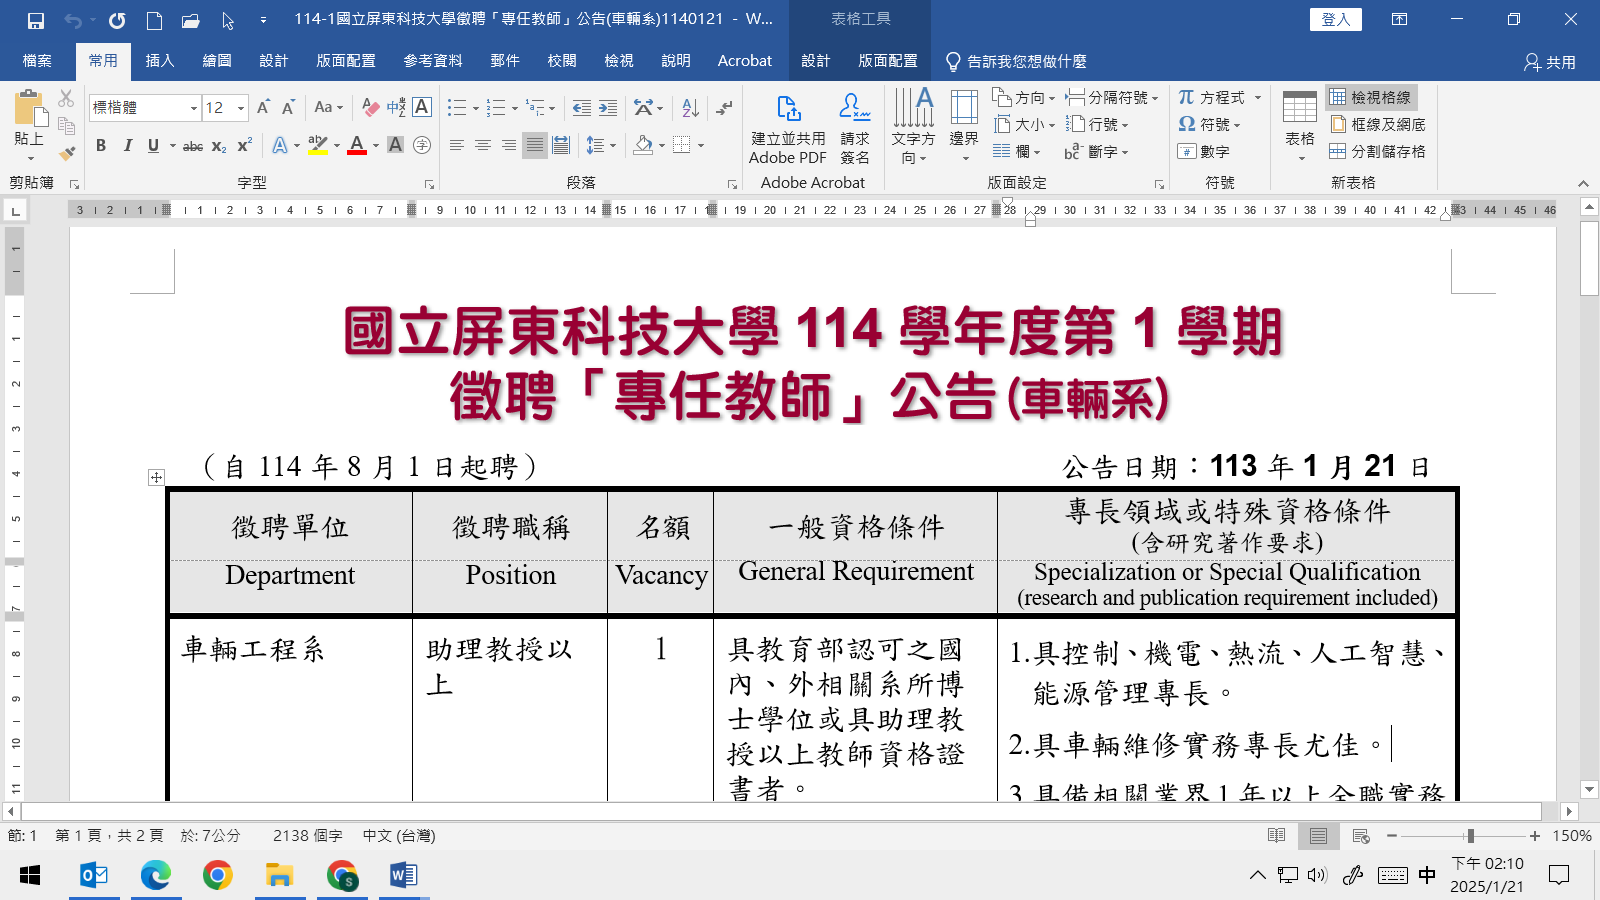 114-1國立屏東科技大學徵聘「專任教師」公告(車輛系)1140121 - W...
表格工具
登入
檔案 常用 插入 繪圖 設計 版面配置 參考資料 郵件 校閱 檢視 說明 Acrobat 設計 版面配置 告訴我您想做什麼 共用
標楷體 12
貼上
剪貼簿
字型
段落
建立並共用 Adobe PDF
請求簽名
Adobe Acrobat
文字方向
邊界
方向
大小
欄
分隔符號
行號
斷字
版面設定
方程式
符號
數字
符號
表格
檢視格線
框線及網底
分割儲存格
新表格
國立屏東科技大學 114 學年度第 1 學期
徵聘「專任教師」公告(車輛系)
（自 114 年 8 月 1 日起聘） 公告日期：113 年 1 月 21 日
徵聘單位 徵聘職稱 名額 一般資格條件 專長領域或特殊資格條件
(含研究著作要求)
Department Position Vacancy General Requirement Specialization or Special Qualification
(research and publication requirement included)
車輛工程系
助理教授以
上
1
具教育部認可之國
內、外相關系所博
士學位或具助理教
授以上教師資格證
書者。
1.具控制、機電、熱流、人工智慧、
能源管理專長。
2.具車輛維修實務專長尤佳。
3.具備相關業界1年以上全職實務
節: 1 第 1 頁，共 2 頁 於: 7公分 2138 個字 中文 (台灣) 150%
中
下午 02:10
2025/1/21